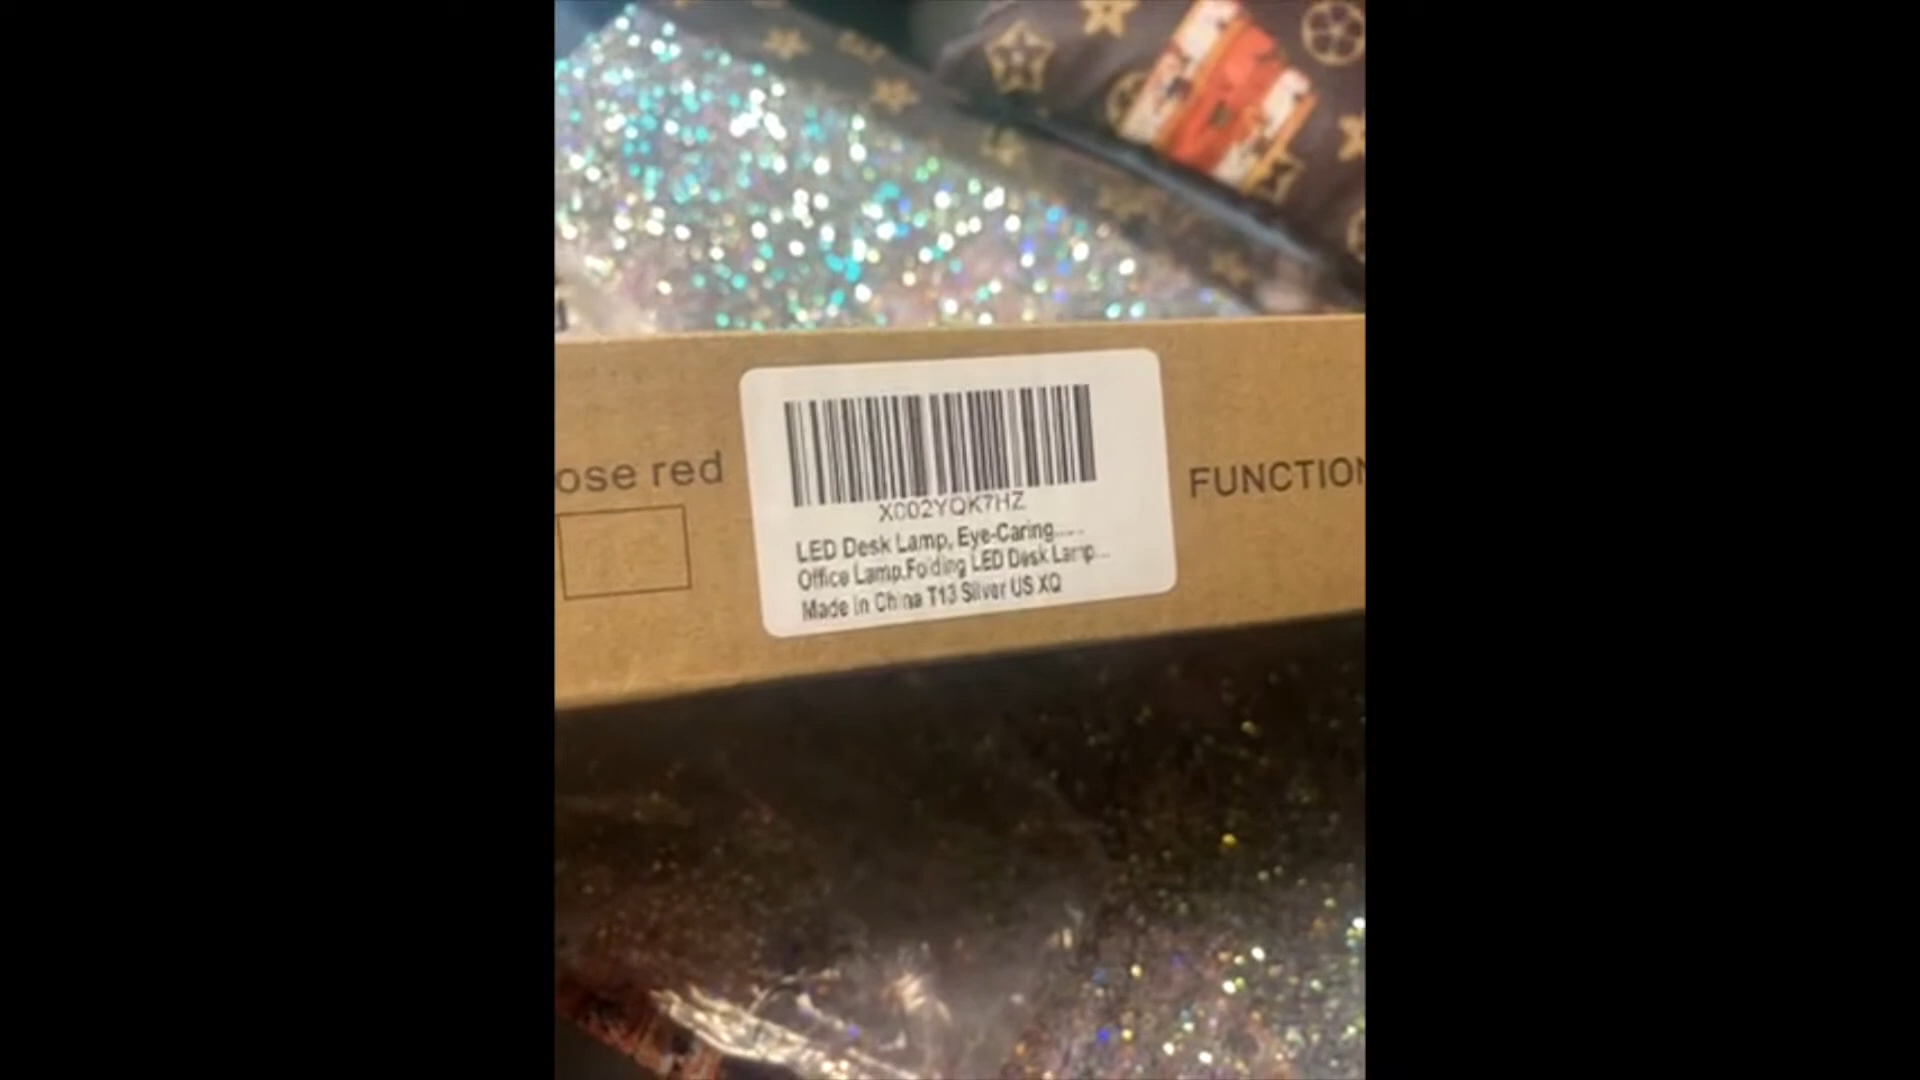 ose red
X002YQK7HZ
LED Desk Lamp, Eye-Caring......
Office Lamp,Folding LED Desk Lamp...
Made in China T13 Silver US XQ
FUNCTION